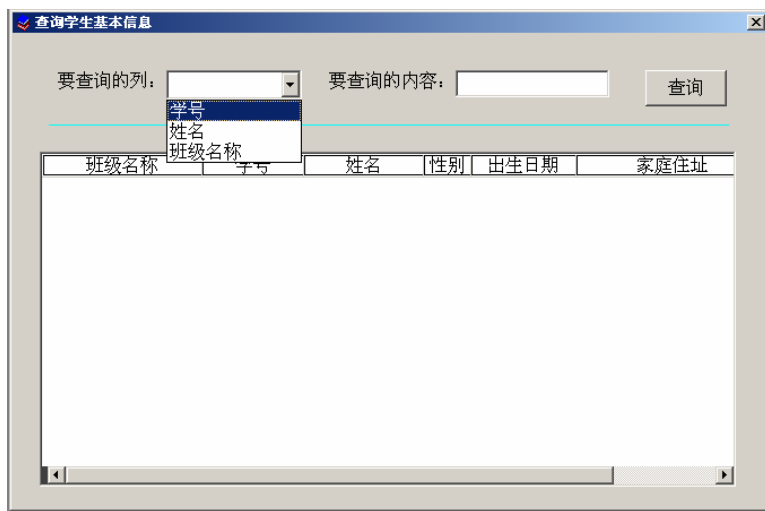 查询学生基本信息
要查询的列： 要查询的内容： 查询
学号
姓名
班级名称
班级名称 学号 姓名 性别 出生日期 家庭住址